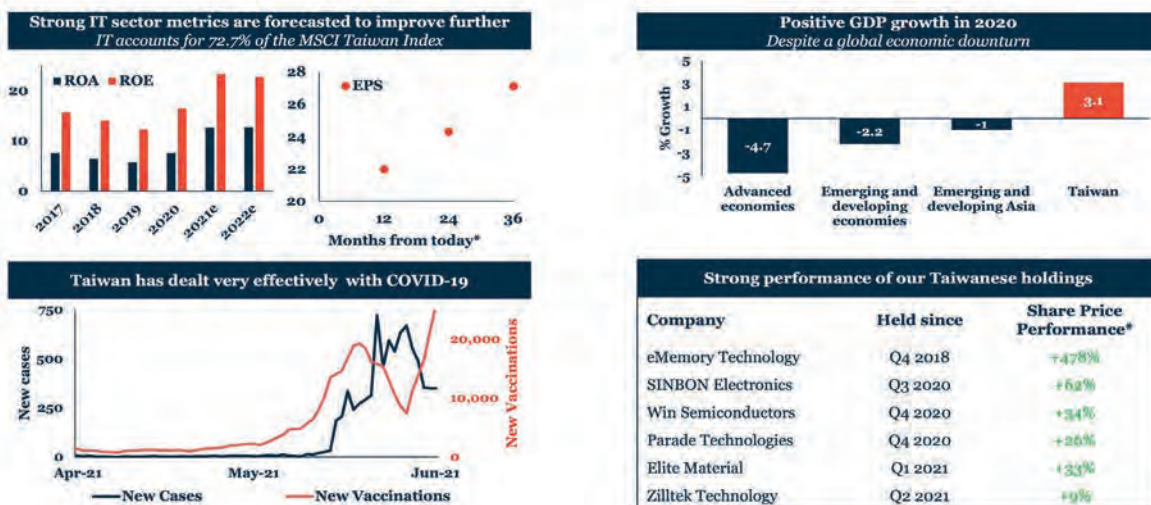 Strong IT sector metrics are forecasted to improve further
IT accounts for 72.7% of the MSCI Taiwan Index
ROA ROE
20
10
0
2017 2018 2019 2020 2021e 2022e
EPS
28
26
24
22
20
0 12 24 36
Months from today*
Positive GDP growth in 2020
Despite a global economic downturn
% Growth
5
3
1
-1
-3
-5
-4.7
-2.2
-1
3.1
Advanced economies
Emerging and developing economies
Emerging and developing Asia
Taiwan
Taiwan has dealt very effectively with COVID-19
New cases
750
500
250
0
New Vaccinations
20,000
10,000
0
Apr-21 May-21 Jun-21
New Cases New Vaccinations
Strong performance of our Taiwanese holdings
Company Held since Share Price Performance*
eMemory Technology Q4 2018 +478%
SINBON Electronics Q3 2020 +62%
Win Semiconductors Q4 2020 +34%
Parade Technologies Q4 2020 +26%
Elite Material Q1 2021 +33%
Zilltek Technology Q2 2021 +9%